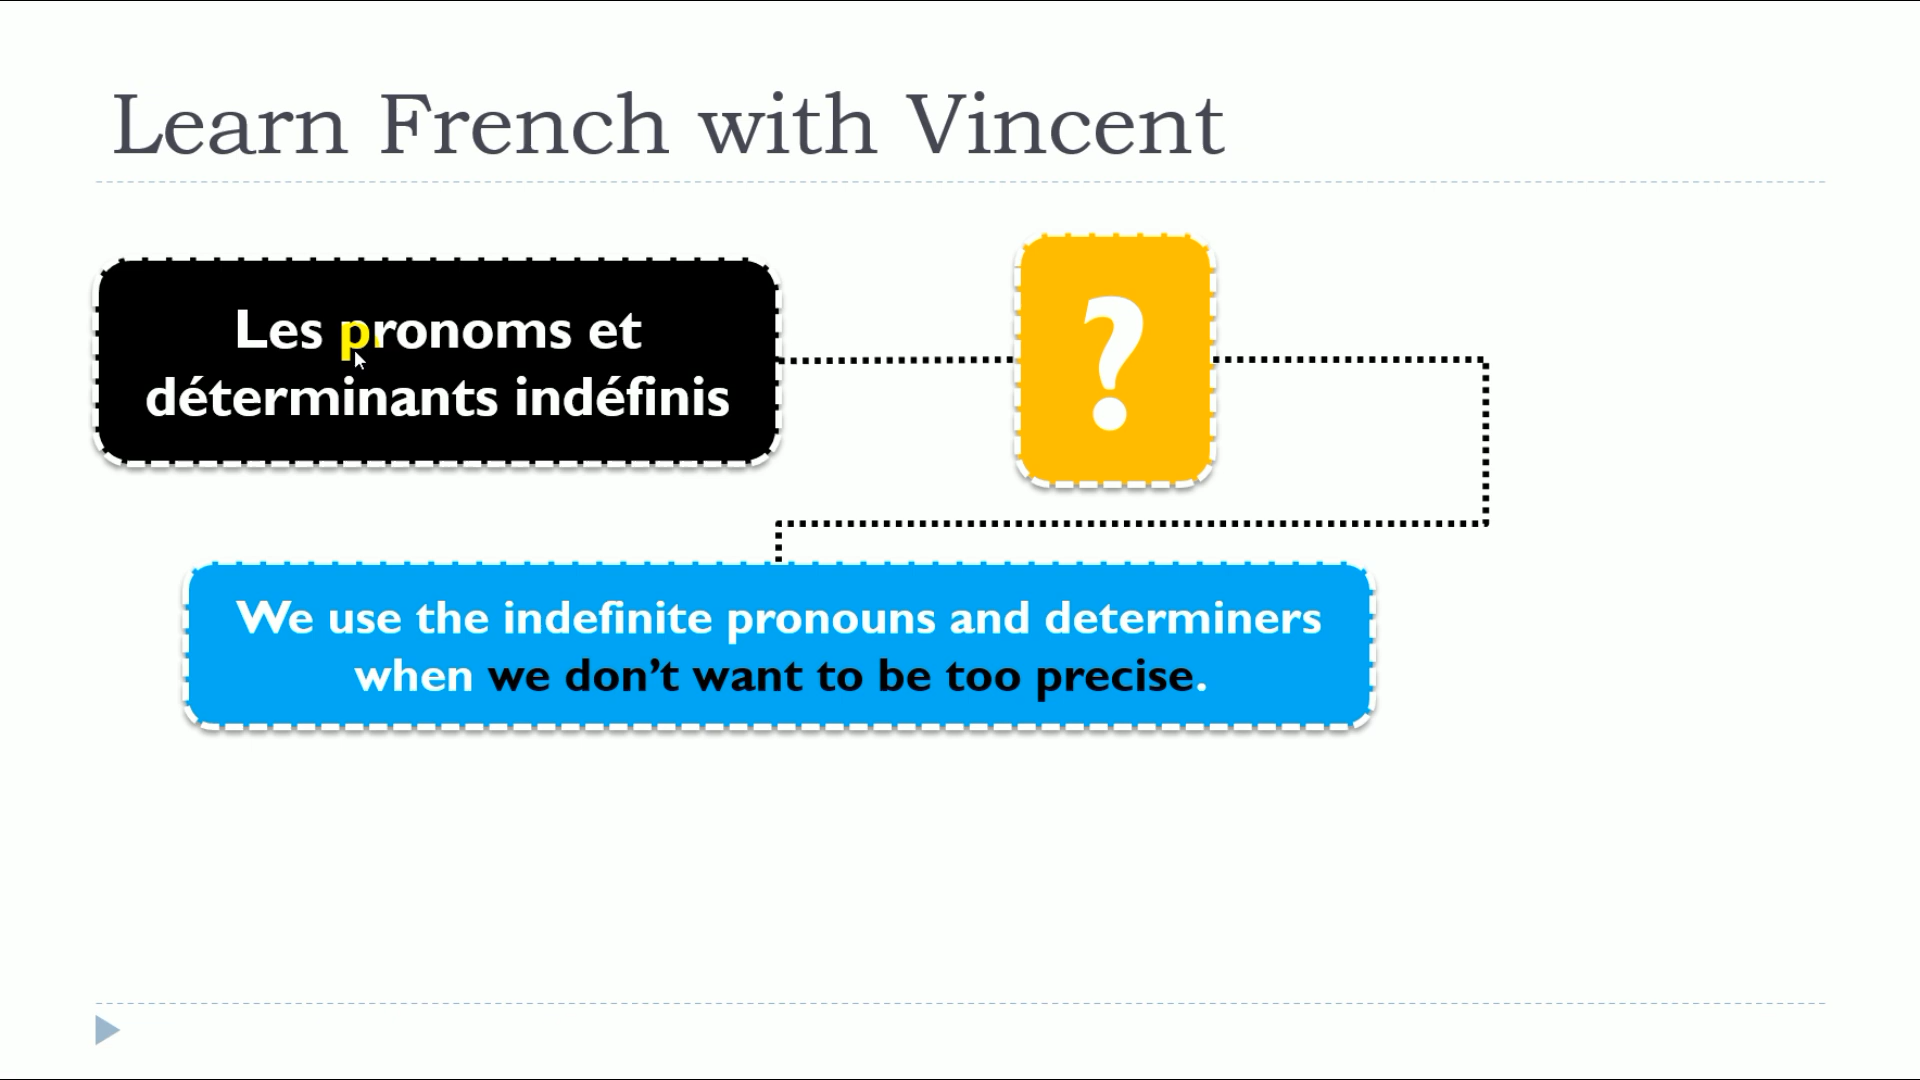 Learn French with Vincent
Les pronoms et
déterminants indéfinis
?
We use the indefinite pronouns and determiners
when we don’t want to be too precise.